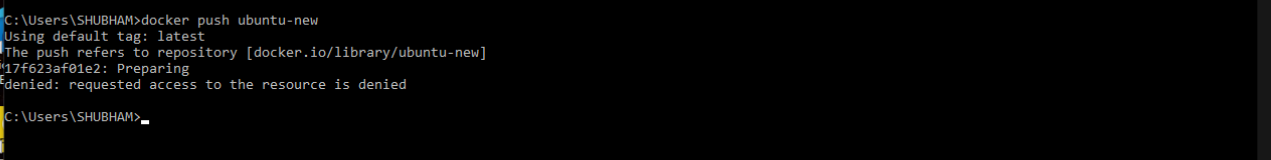 C:\Users\SHUBHAM>docker push ubuntu-new
Using default tag: latest
The push refers to repository [docker.io/library/ubuntu-new]
17f623af01e2: Preparing
denied: requested access to the resource is denied
C:\Users\SHUBHAM>